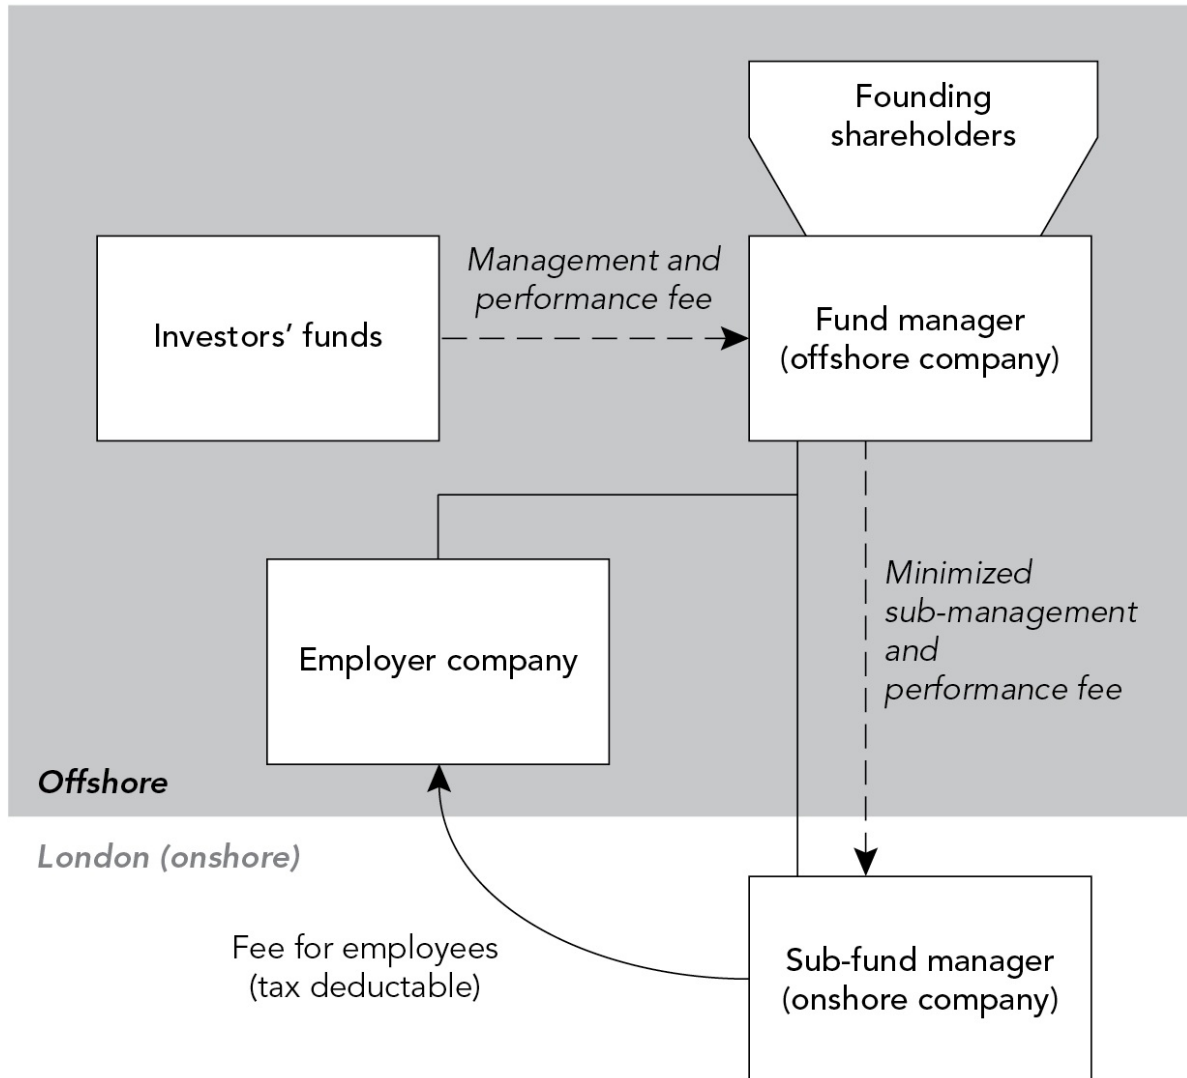 Founding
shareholders
Investors’ funds
Management and
performance fee
Fund manager
(offshore company)
Employer company
Minimized
sub-management
and
performance fee
Offshore
London (onshore)
Fee for employees
(tax deductable)
Sub-fund manager
(onshore company)